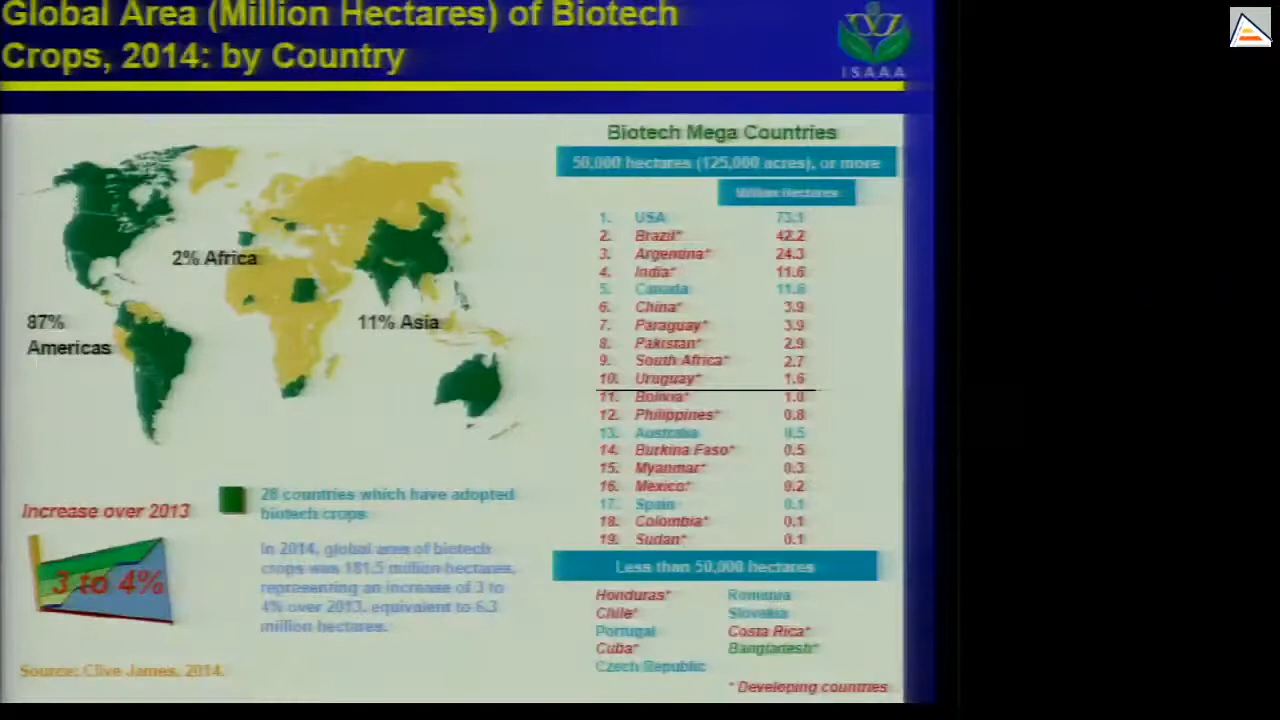 Global Area (Million Hectares) of Biotech
Crops, 2014: by Country
ISAAA
Biotech Mega Countries
50,000 hectares (125,000 acres), or more
Million Hectares
1. USA 73.1
2. Brazil* 42.2
3. Argentina* 24.3
4. India* 11.6
5. Canada 11.6
6. China* 3.9
7. Paraguay* 3.9
8. Pakistan* 2.9
9. South Africa* 2.7
10. Uruguay* 1.6
11. Bolivia* 1.0
12. Philippines* 0.8
13. Australia 0.5
14. Burkina Faso* 0.5
15. Myanmar* 0.3
16. Mexico* 0.2
17. Spain 0.1
18. Colombia* 0.1
19. Sudan* 0.1
Less than 50,000 hectares
Honduras* Romania
Chile* Slovakia
Portugal Costa Rica*
Cuba* Bangladesh*
Czech Republic
* Developing countries
2% Africa
87%
Americas
11% Asia
Increase over 2013
3 to 4%
28 countries which have adopted
biotech crops
In 2014, global area of biotech
crops was 181.5 million hectares,
representing an increase of 3 to
4% over 2013, equivalent to 6.3
million hectares.
Source: Clive James, 2014.